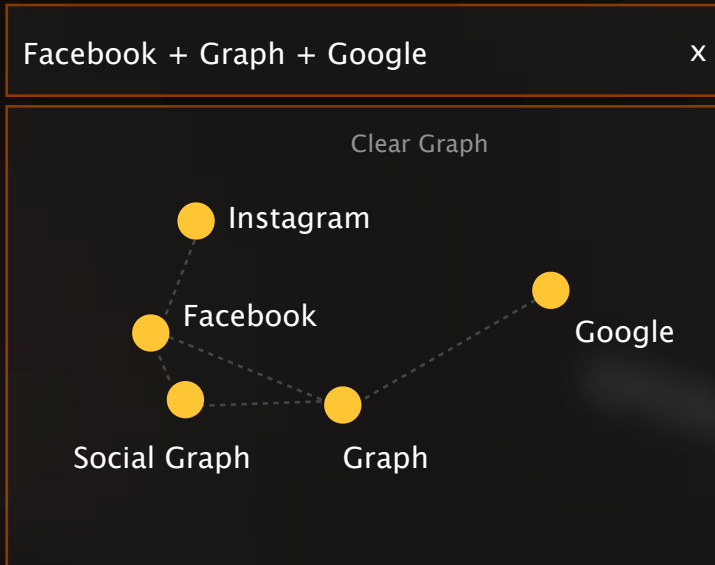 Facebook + Graph + Google
x
Clear Graph
Instagram
Facebook
Google
Social Graph
Graph